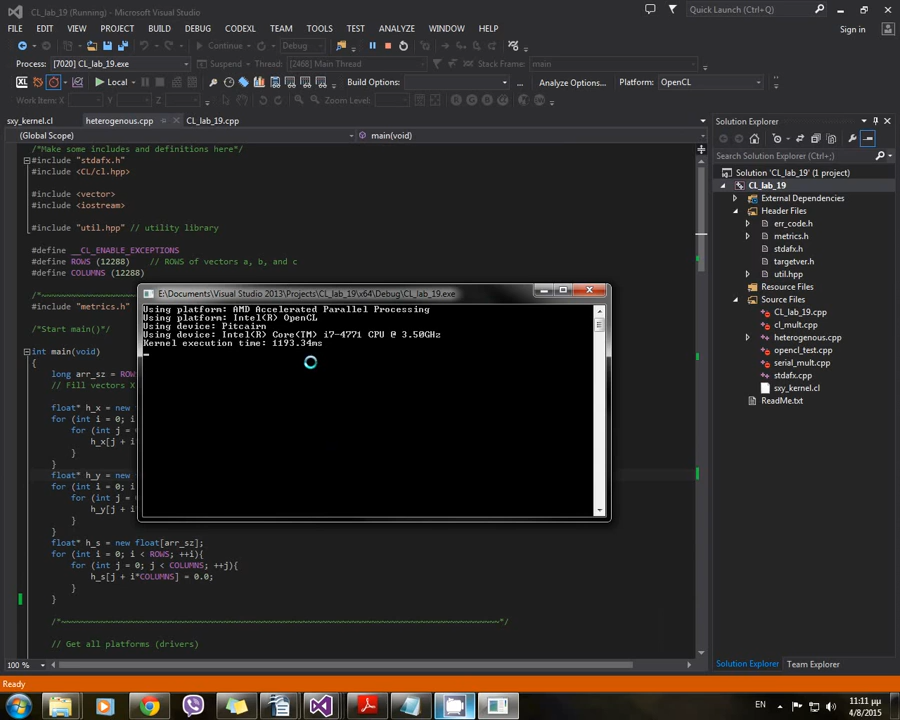 CL_lab_19 (Running) - Microsoft Visual Studio
Quick Launch (Ctrl+Q)
FILE EDIT VIEW PROJECT BUILD DEBUG CODEXL TEAM TOOLS TEST ANALYZE WINDOW HELP
Sign in
Continue
Debug
Process: [7020] CL_lab_19.exe
Suspend
Thread: [2468] Main Thread
Stack Frame: main
XL
Local
Build Options:
Analyze Options:
Platform: OpenCL
Work Item: X
Y
Z
Zoom Level:
R G B
sxy_kernel.cl heterogenous.cpp CL_lab_19.cpp
(Global Scope)
main(void)
/*Make some includes and definitions here*/
#include "stdafx.h"
#include <CL/cl.hpp>
#include <vector>
#include <iostream>
#include "util.hpp" // utility library
#define __CL_ENABLE_EXCEPTIONS
#define ROWS (12288) // ROWS of vectors a, b, and c
#define COLUMNS (12288)
#include "metrics.h"
/*Start main()*/
int main(void)
{
long arr_sz = ROW
// Fill vectors X
float* h_x = new
for (int i = 0; i
for (int j =
h_x[j + i
}
}
float* h_y = new
for (int i = 0; i
for (int j =
h_y[j + i
}
}
float* h_s = new float[arr_sz];
for (int i = 0; i < ROWS; ++i){
for (int j = 0; j < COLUMNS; ++j){
h_s[j + i*COLUMNS] = 0.0;
}
}
// Get all platforms (drivers)
100 %
E:\Documents\Visual Studio 2013\Projects\CL_lab_19\x64\Debug\CL_lab_19.exe
Using platform: AMD Accelerated Parallel Processing
Using platform: Intel(R) OpenCL
Using device: Pitcairn
Using device: Intel(R) Core(TM) i7-4771 CPU @ 3.50GHz
Kernel execution time: 1193.34ms
Solution Explorer
Search Solution Explorer (Ctrl+;)
Solution 'CL_lab_19' (1 project)
CL_lab_19
External Dependencies
Header Files
err_code.h
metrics.h
stdafx.h
targetver.h
util.hpp
Resource Files
Source Files
CL_lab_19.cpp
cl_mult.cpp
heterogenous.cpp
opencl_test.cpp
serial_mult.cpp
stdafx.cpp
sxy_kernel.cl
ReadMe.txt
Solution Explorer Team Explorer
Ready
EN
11:11 μμ
4/8/2015